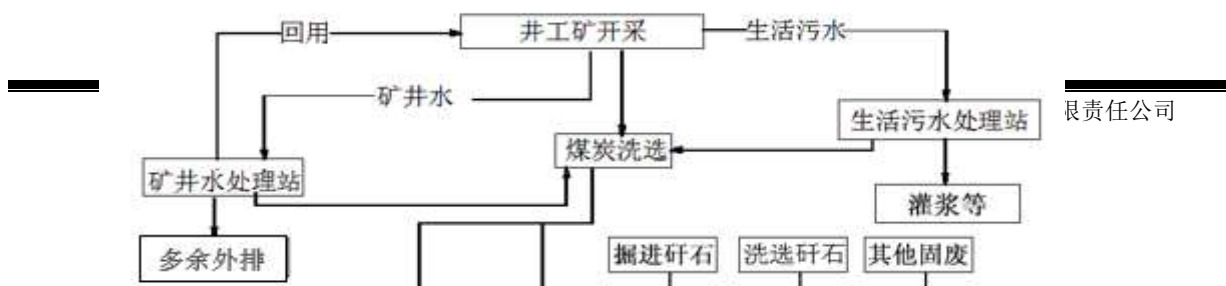 回用
井工矿开采
生活污水
矿井水
生活污水处理站
限责任公司
煤炭洗选
矿井水处理站
灌浆等
多余外排
掘进矸石
洗选矸石
其他固废